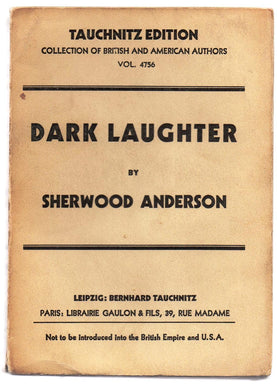 TAUCHNITZ EDITION
COLLECTION OF BRITISH AND AMERICAN AUTHORS
VOL. 4756
DARK LAUGHTER
BY
SHERWOOD ANDERSON
LEIPZIG: BERNHARD TAUCHNITZ
PARIS: LIBRAIRIE GAULON & FILS, 39, RUE MADAME
Not to be introduced into the British Empire and U.S.A.